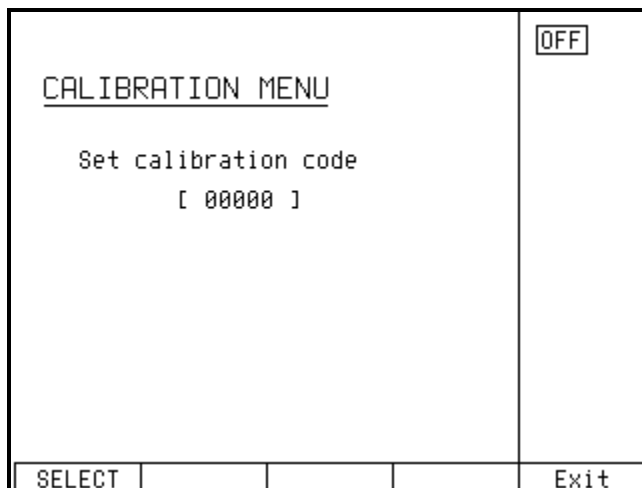 OFF
CALIBRATION MENU
Set calibration code
[ 00000 ]
SELECT Exit